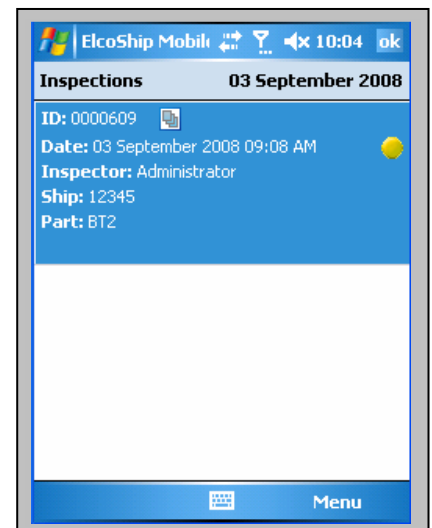 ElcoShip Mobil 10:04 ok
Inspections 03 September 2008
ID: 0000609
Date: 03 September 2008 09:08 AM
Inspector: Administrator
Ship: 12345
Part: BT2
Menu